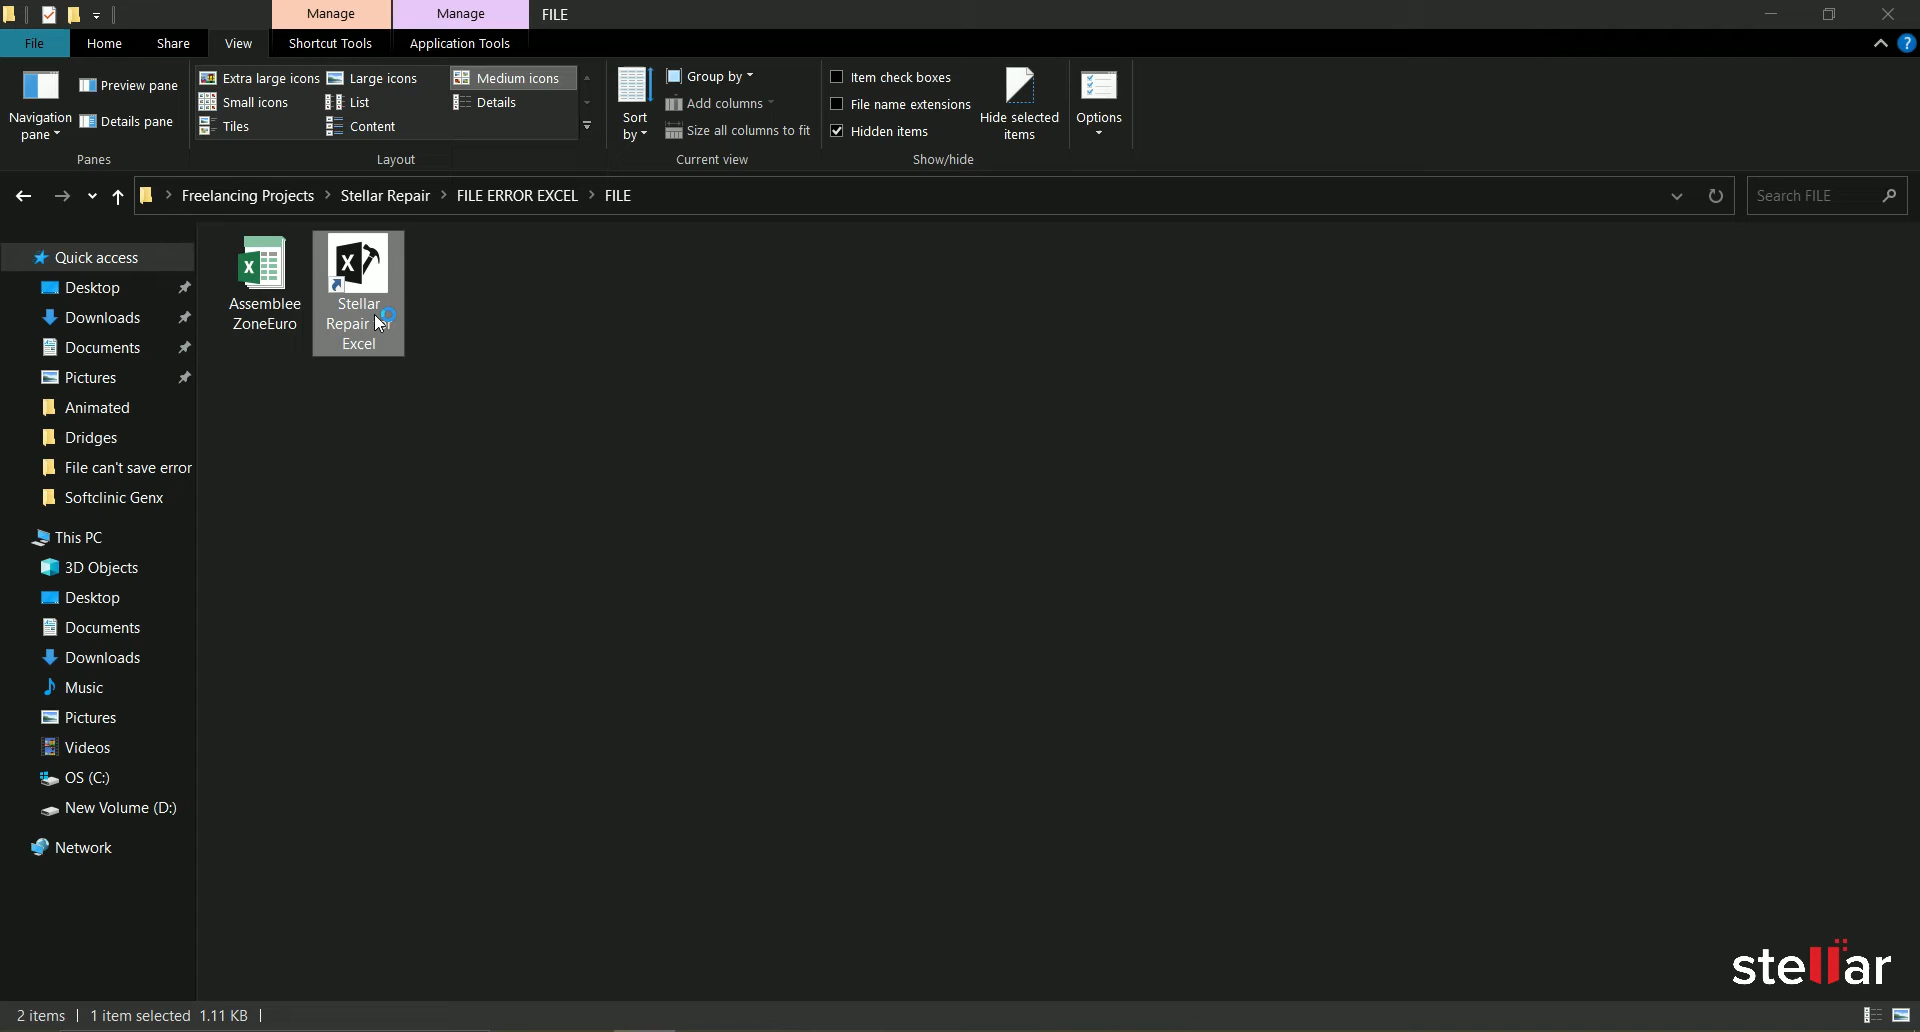 Manage Manage FILE
File Home Share View Shortcut Tools Application Tools
Navigation pane
Preview pane
Details pane
Panes
Extra large icons Large icons Medium icons
Small icons List Details
Tiles Content
Layout
Sort by
Group by
Add columns
Size all columns to fit
Current view
Item check boxes
File name extensions
Hidden items
Hide selected items
Show/hide
Options
Freelancing Projects > Stellar Repair > FILE ERROR EXCEL > FILE
Search FILE
Quick access
Desktop
Downloads
Documents
Pictures
Animated
Dridges
File can't save error
Softclinic Genx
This PC
3D Objects
Desktop
Documents
Downloads
Music
Pictures
Videos
OS (C:)
New Volume (D:)
Network
Assemblee
ZoneEuro
Stellar
Repair
Excel
stellar
2 items 1 item selected 1.11 KB